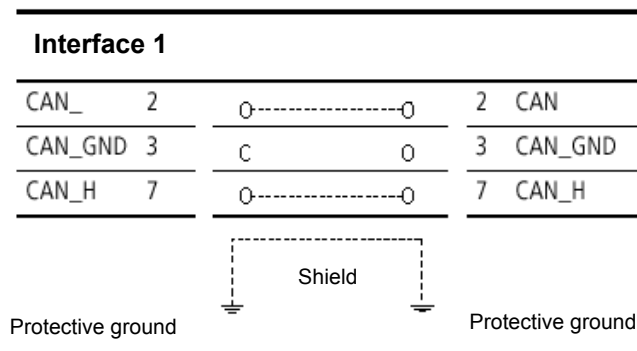 Interface 1
CAN_ 2 2 CAN
CAN_GND 3 3 CAN_GND
CAN_H 7 7 CAN_H
Shield
Protective ground Protective ground